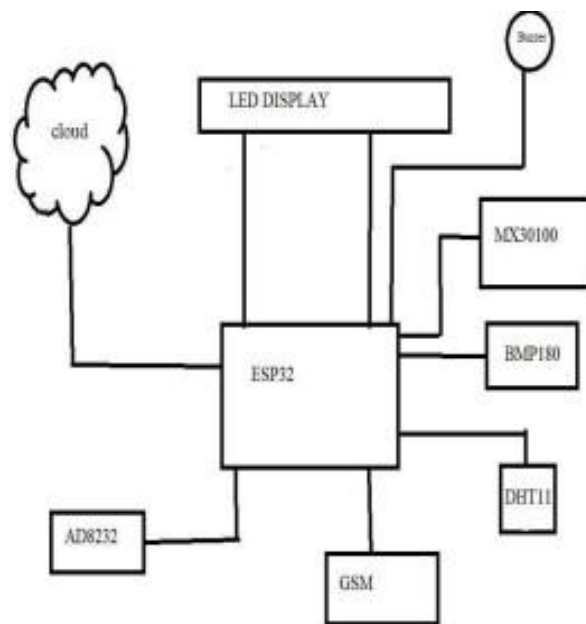 Buzzer
LED DISPLAY
cloud
MX30100
BMP180
ESP32
DHT11
AD8232
GSM